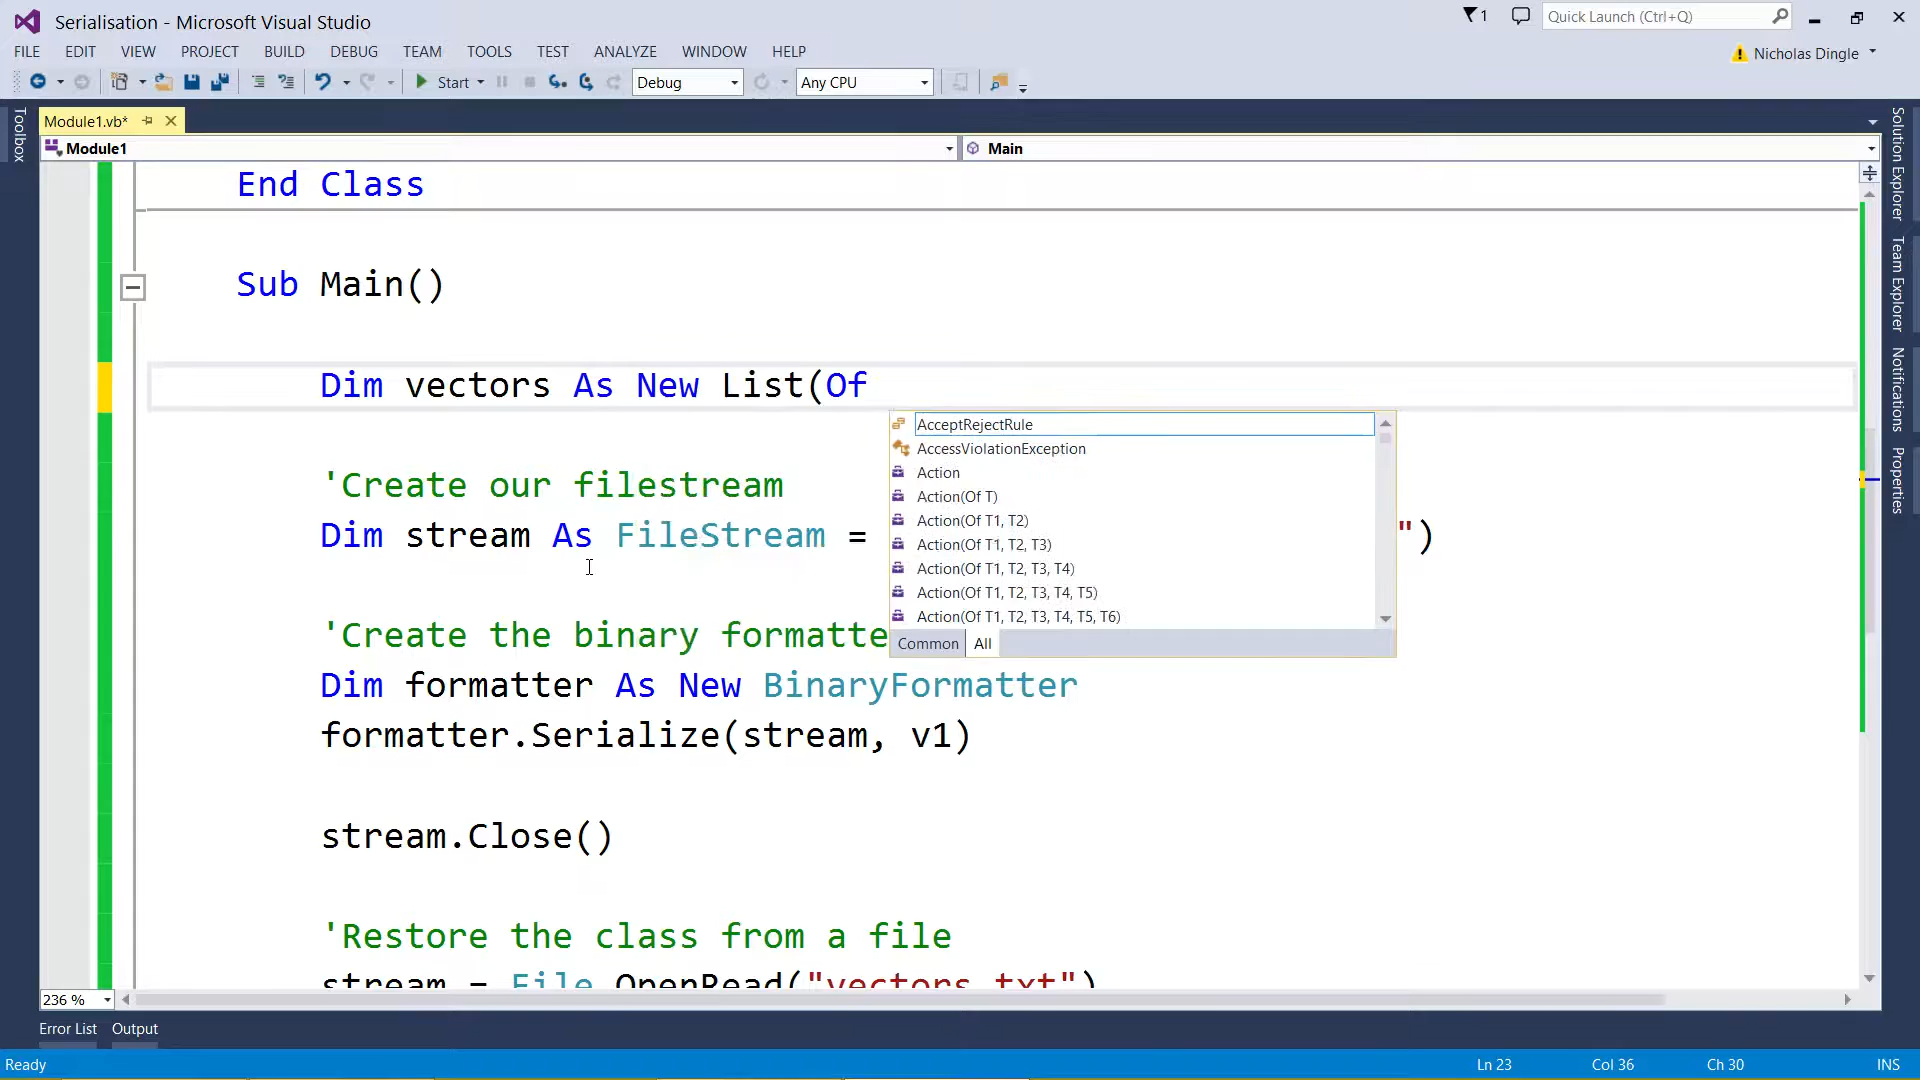 Serialisation - Microsoft Visual Studio
1
Quick Launch (Ctrl+Q)
FILE EDIT VIEW PROJECT BUILD DEBUG TEAM TOOLS TEST ANALYZE WINDOW HELP
Nicholas Dingle
Start
Debug
Any CPU
Toolbox
Module1.vb*
Module1
Main
End Class
Sub Main()
Dim vectors As New List(Of
AcceptRejectRule
AccessViolationException
Action
Action(Of T)
Action(Of T1, T2)
Action(Of T1, T2, T3)
Action(Of T1, T2, T3, T4)
Action(Of T1, T2, T3, T4, T5)
Action(Of T1, T2, T3, T4, T5, T6)
Common All
'Create our filestream
Dim stream As FileStream = ")
'Create the binary formatte
Dim formatter As New BinaryFormatter
formatter.Serialize(stream, v1)
stream.Close()
'Restore the class from a file
stream = File.OpenRead("vectors.txt")
Solution Explorer
Team Explorer
Notifications
Properties
236 %
Error List Output
Ready
Ln 23 Col 36 Ch 30 INS